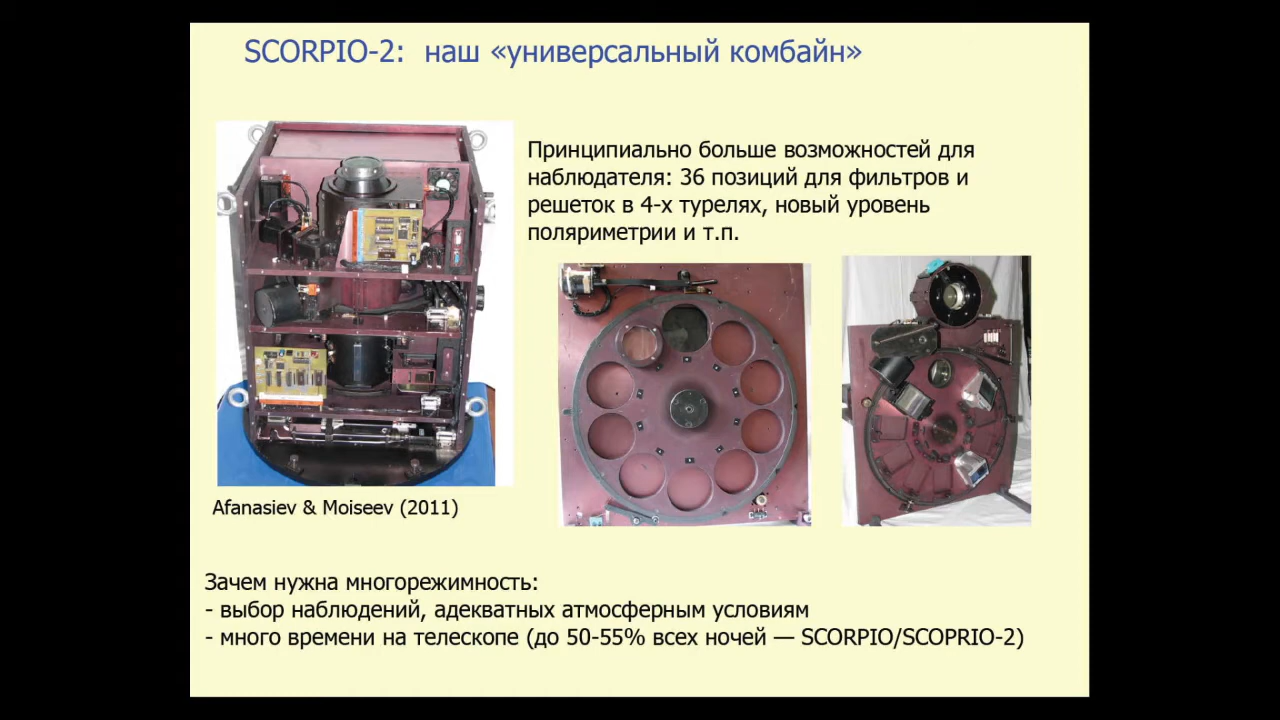 SCORPIO-2: наш «универсальный комбайн»
Принципиально больше возможностей для
наблюдателя: 36 позиций для фильтров и
решеток в 4-х турелях, новый уровень
поляриметрии и т.п.
Afanasiev & Moiseev (2011)
Зачем нужна многорежимность:
- выбор наблюдений, адекватных атмосферным условиям
- много времени на телескопе (до 50-55% всех ночей — SCORPIO/SCOPRIO-2)